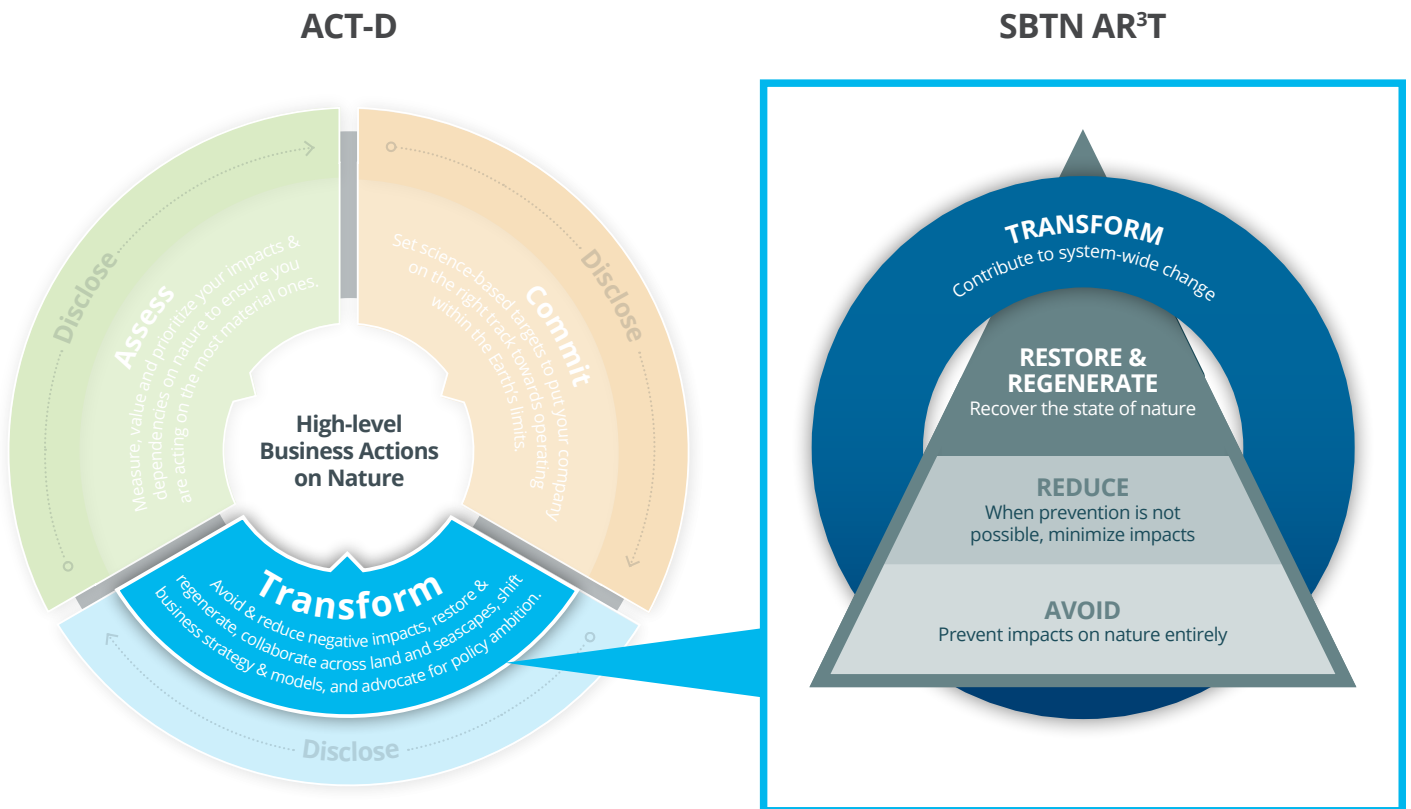 ACT-D
SBTN AR³T
Disclose
Assess
Measure, value and prioritize your impacts &
dependencies on nature to ensure you
are acting on the most material ones.
Disclose
Commit
Set science-based targets to put your company
on the right track towards operating
within the Earth's limits.
High-level
Business Actions
on Nature
Transform
Avoid & reduce negative impacts, restore &
regenerate, collaborate across land and seascapes, shift
business strategy & models, and advocate for policy ambition.
Disclose
TRANSFORM
Contribute to system-wide change
RESTORE &
REGENERATE
Recover the state of nature
REDUCE
When prevention is not
possible, minimize impacts
AVOID
Prevent impacts on nature entirely